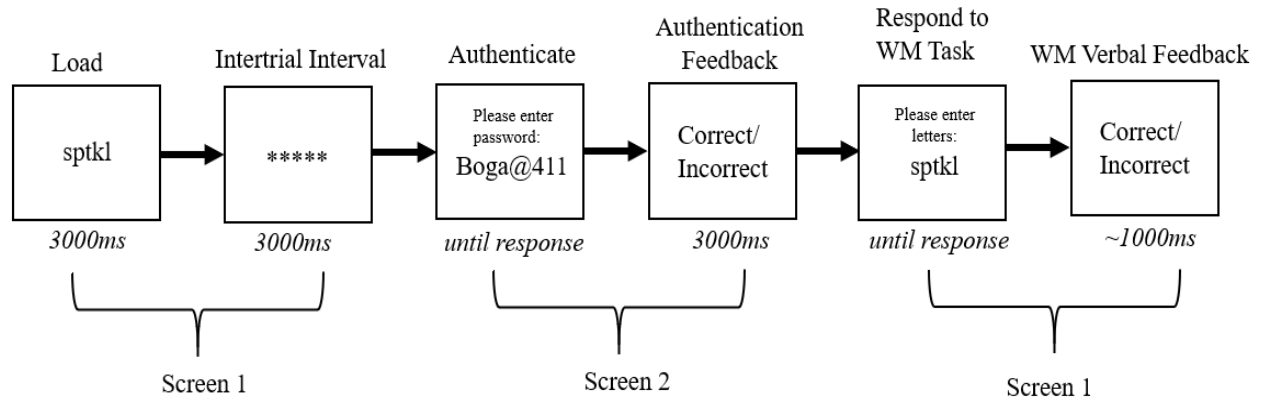 Load
sptkl
3000ms
Intertrial Interval
*****
3000ms
Screen 1
Authenticate
Please enter
password:
Boga@411
until response
Authentication
Feedback
Correct/
Incorrect
3000ms
Screen 2
Respond to
WM Task
Please enter
letters:
sptkl
until response
WM Verbal Feedback
Correct/
Incorrect
~1000ms
Screen 1